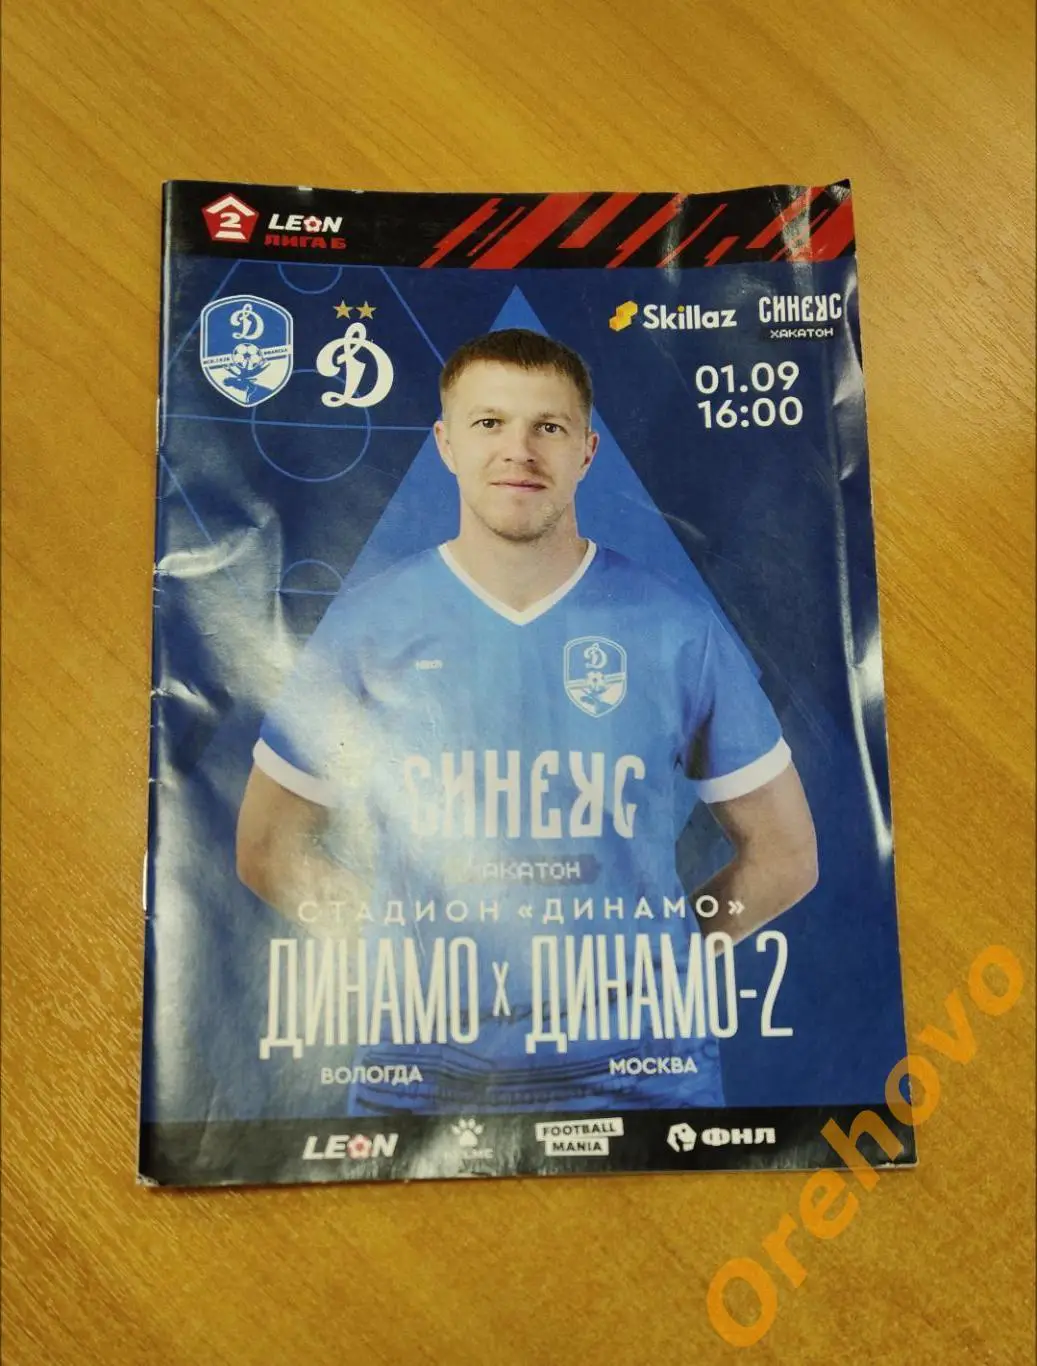 2 LEON
ЛИГА Б
Skillaz
СИНЕУС
ХАКАТОН
01.09
16:00
СИНЕУС
ХАКАТОН
СТАДИОН «ДИНАМО»
ДИНАМО X ДИНАМО-2
ВОЛОГДА
МОСКВА
LEON
FOOTBALL
MANIA
ФНЛ
Orehovo